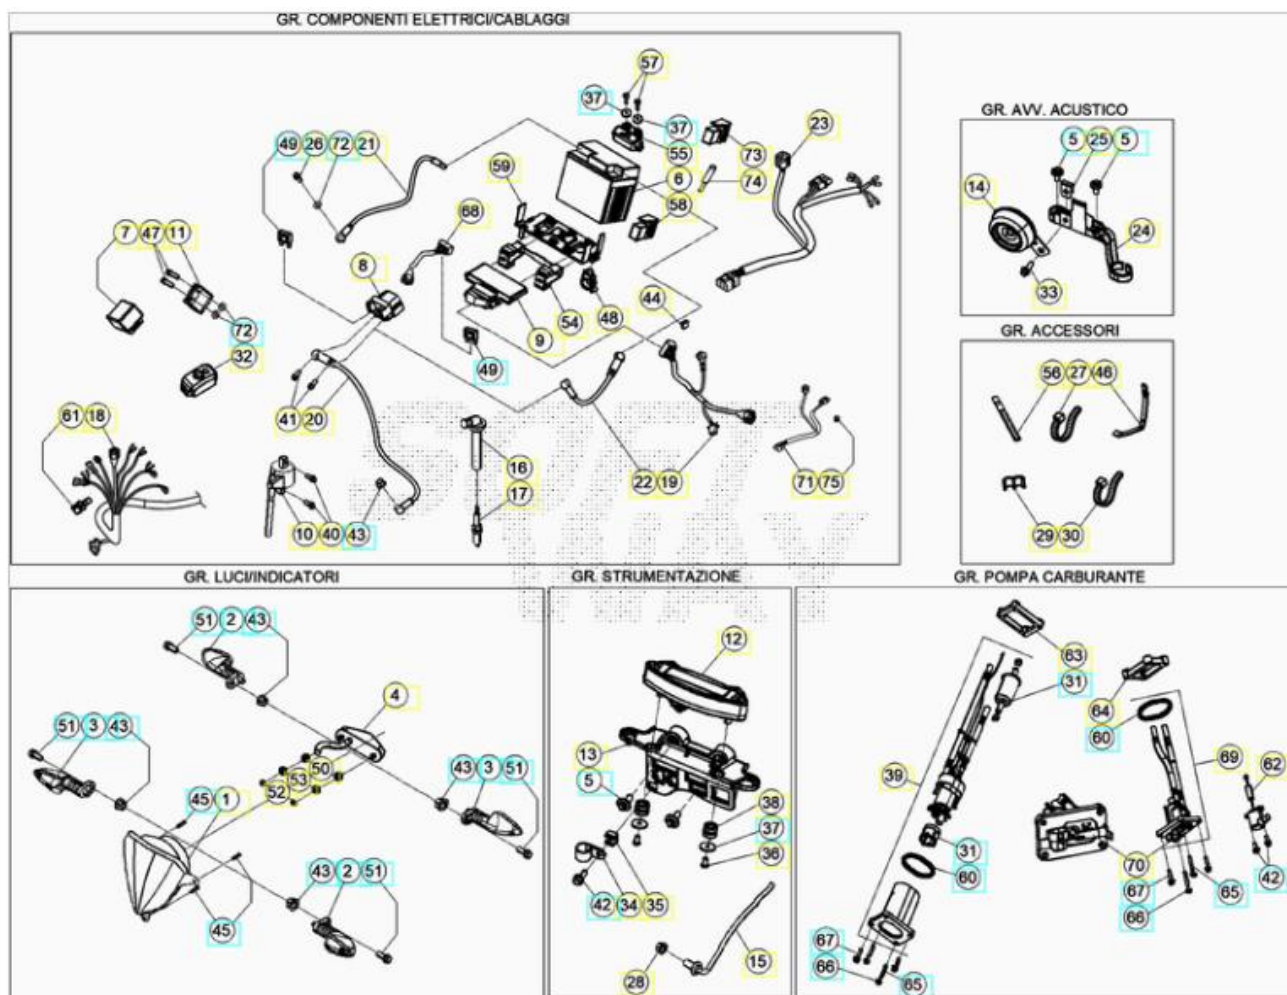 GR. COMPONENTI ELETTRICI/CABLAGGI
57
37
37 23
49 26 72 21 55 73
59 6 74
68 58
7 47 11
8
44
72 54 48
9
32 49
61 18 41 20
16
22 19 71 75
17
10 40 43
GR. AVV. ACUSTICO
5 25 5
14
24
33
GR. ACCESSORI
56 27 46
29 30
SPORT
WAY
GR. LUCI/INDICATORI
51 2 43
4
51 3 43
50
53
52
43 3 51
45 1
43 2 51
45
GR. STRUMENTAZIONE
12
13
5
38
37
36
42 34 35
15
28
GR. POMPA CARBURANTE
63
31
64
60
69
39 62
31
60 70
67 65 42
66
67
66 65